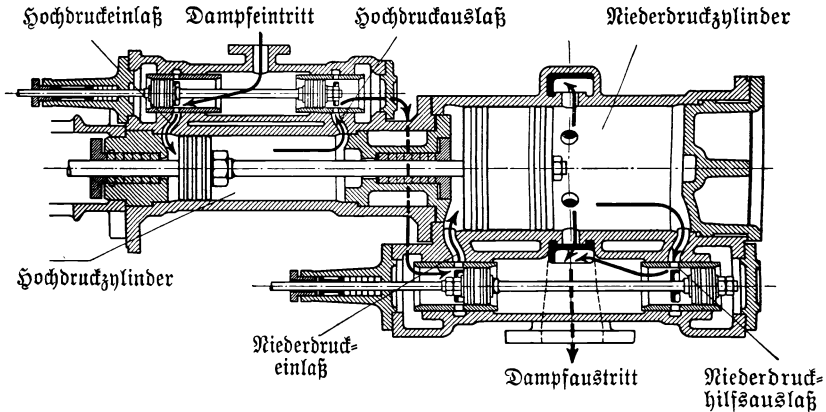 Hochdruckeinlaß
Dampfeintritt
Hochdruckauslaß
Niederdruckzylinder
Hochdruckzylinder
Niederdruck-
einlaß
Dampfaustritt
Niederdruck-
hilfsauslaß